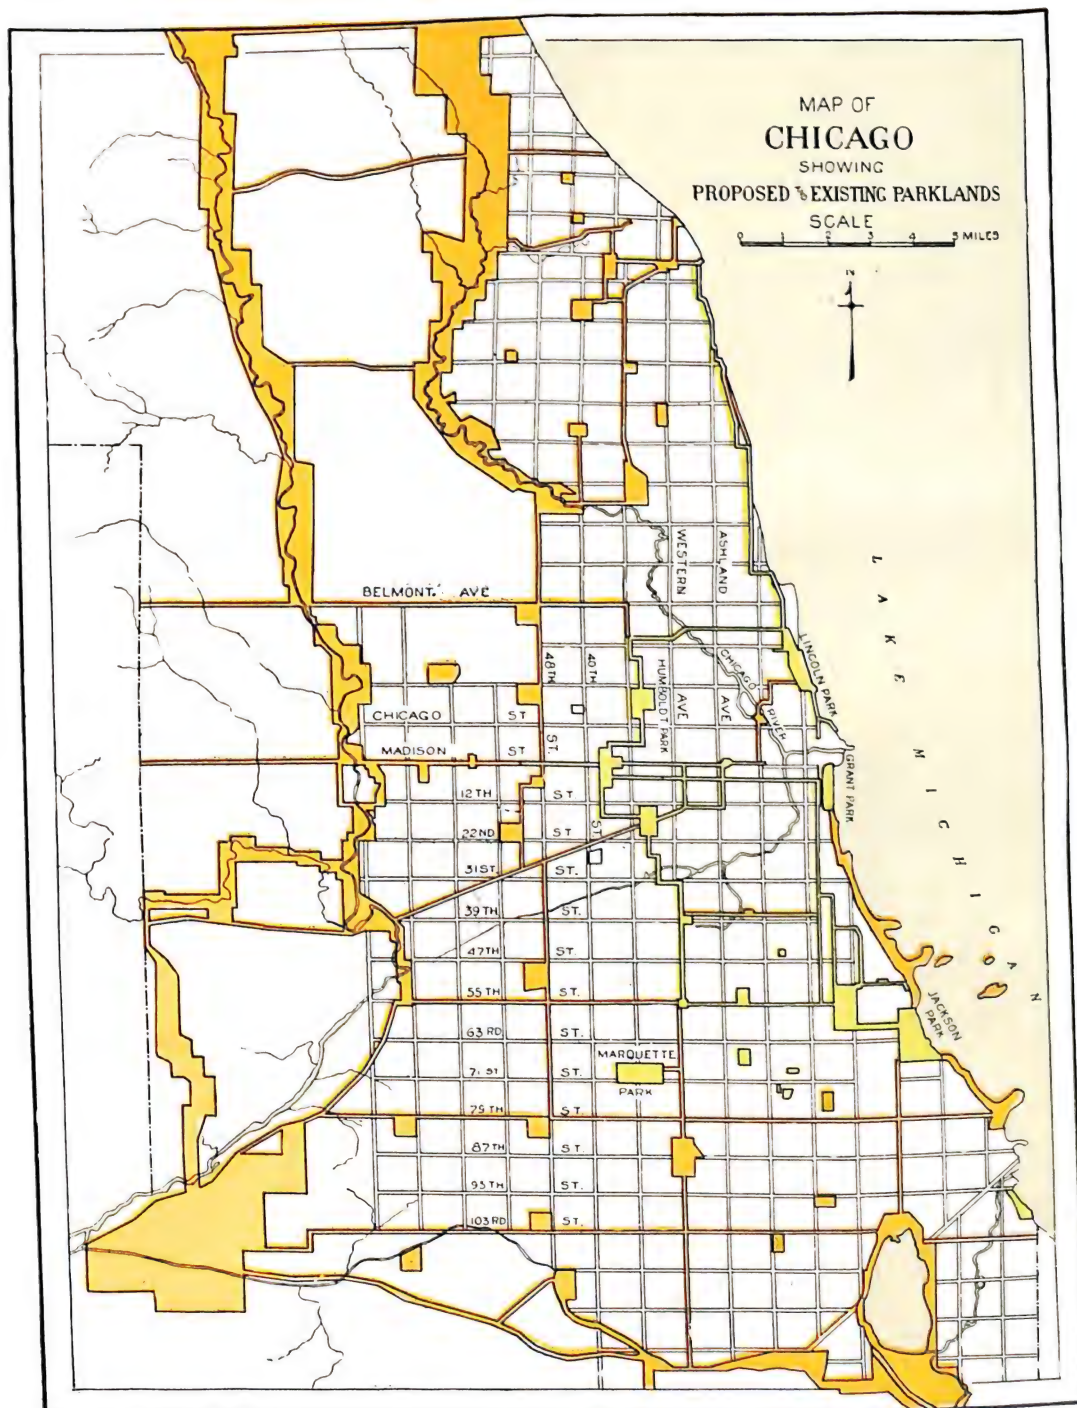 MAP OF
CHICAGO
SHOWING
PROPOSED & EXISTING PARKLANDS
SCALE
0 1 2 3 4 5 MILES
N
LAKE MICHIGAN
WESTERN AVE
ASHLAND AVE
BELMONT. AVE
LINCOLN PARK
CHICAGO RIVER
48TH ST.
40TH ST.
HUMBOLDT PARK
CHICAGO ST
MADISON ST
GRANT PARK
12TH ST.
22ND ST
31ST. ST.
39TH ST.
47TH ST.
55TH ST.
JACKSON
PARK
63RD ST.
MARQUETTE
PARK
71ST ST.
79TH ST.
87TH ST.
95TH ST.
103RD ST.